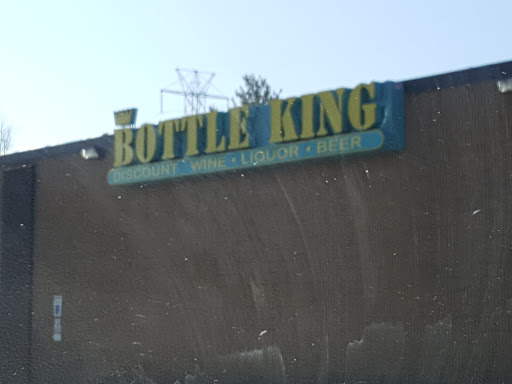 BOTTLE KING
DISCOUNT WINE • LIQUOR • BEER